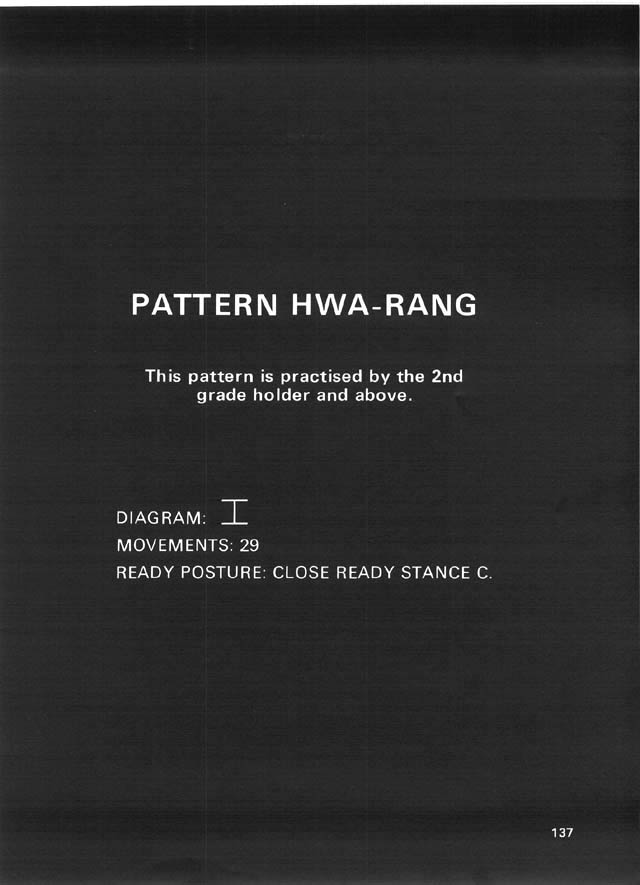 PATTERN HWA-RANG
This pattern is practised by the 2nd
grade holder and above.
DIAGRAM:
MOVEMENTS: 29
READY POSTURE: CLOSE READY STANCE C.
137